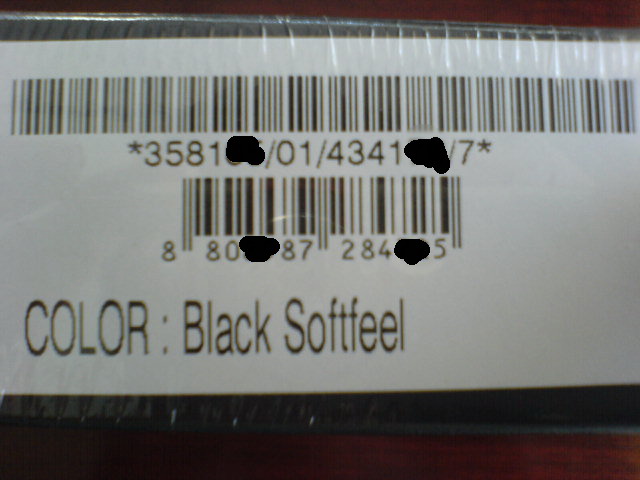 *3581 /01/4341 /7*
8 80 87 284 5
COLOR : Black Softfeel